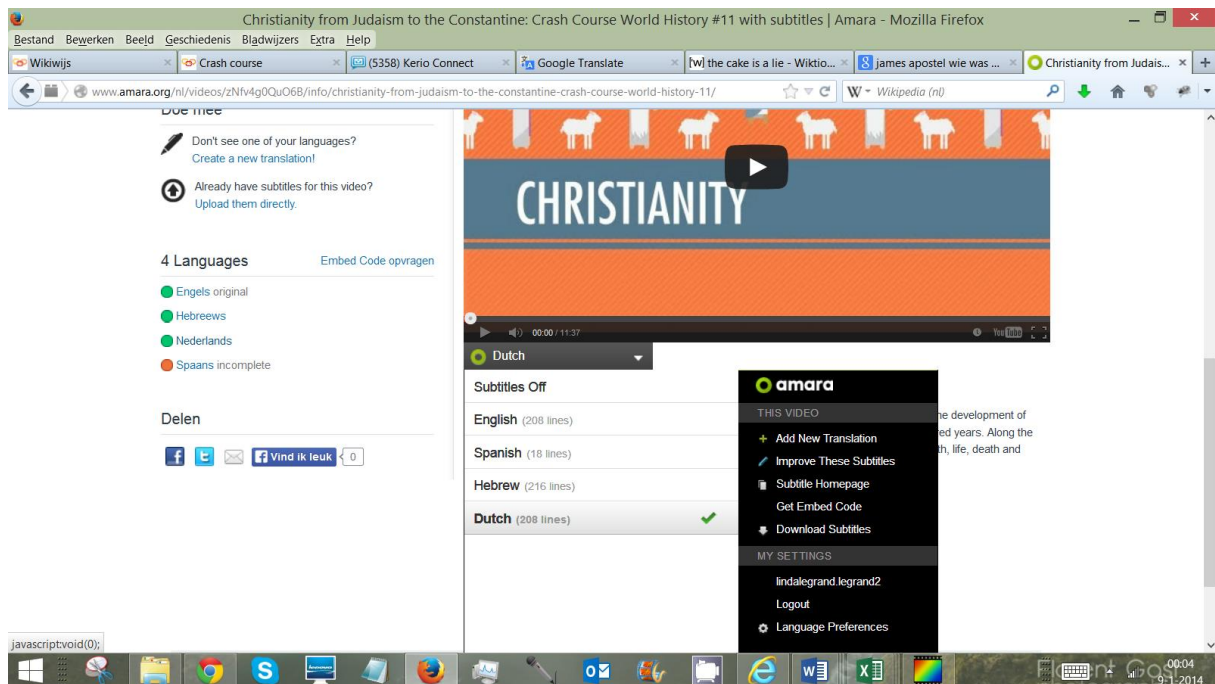 Christianity from Judaism to the Constantine: Crash Course World History #11 with subtitles | Amara - Mozilla Firefox
Bestand Bewerken Beeld Geschiedenis Bladwijzers Extra Help
Wikiwijs
Crash course
(5358) Kerio Connect
Google Translate
[w] the cake is a lie - Wiktio...
james apostel wie was ...
Christianity from Judais...
www.amara.org/nl/videos/zNfv4g0QuO6B/info/christianity-from-judaism-to-the-constantine-crash-course-world-history-11/
W - Wikipedia (nl)
Doe mee
Don't see one of your languages?
Create a new translation!
Already have subtitles for this video?
Upload them directly.
4 Languages
Embed Code opvragen
Engels original
Hebreews
Nederlands
Spaans incomplete
Delen
Vind ik leuk 0
CHRISTIANITY
00:00 / 11:37
YouTube
Dutch
Subtitles Off
English (208 lines)
Spanish (18 lines)
Hebrew (216 lines)
Dutch (208 lines)
amara
THIS VIDEO
Add New Translation
Improve These Subtitles
Subtitle Homepage
Get Embed Code
Download Subtitles
MY SETTINGS
lindalegrand.legrand2
Logout
Language Preferences
he development of
ed years. Along the
th, life, death and
javascript:void(0);
00:04
9-1-2014